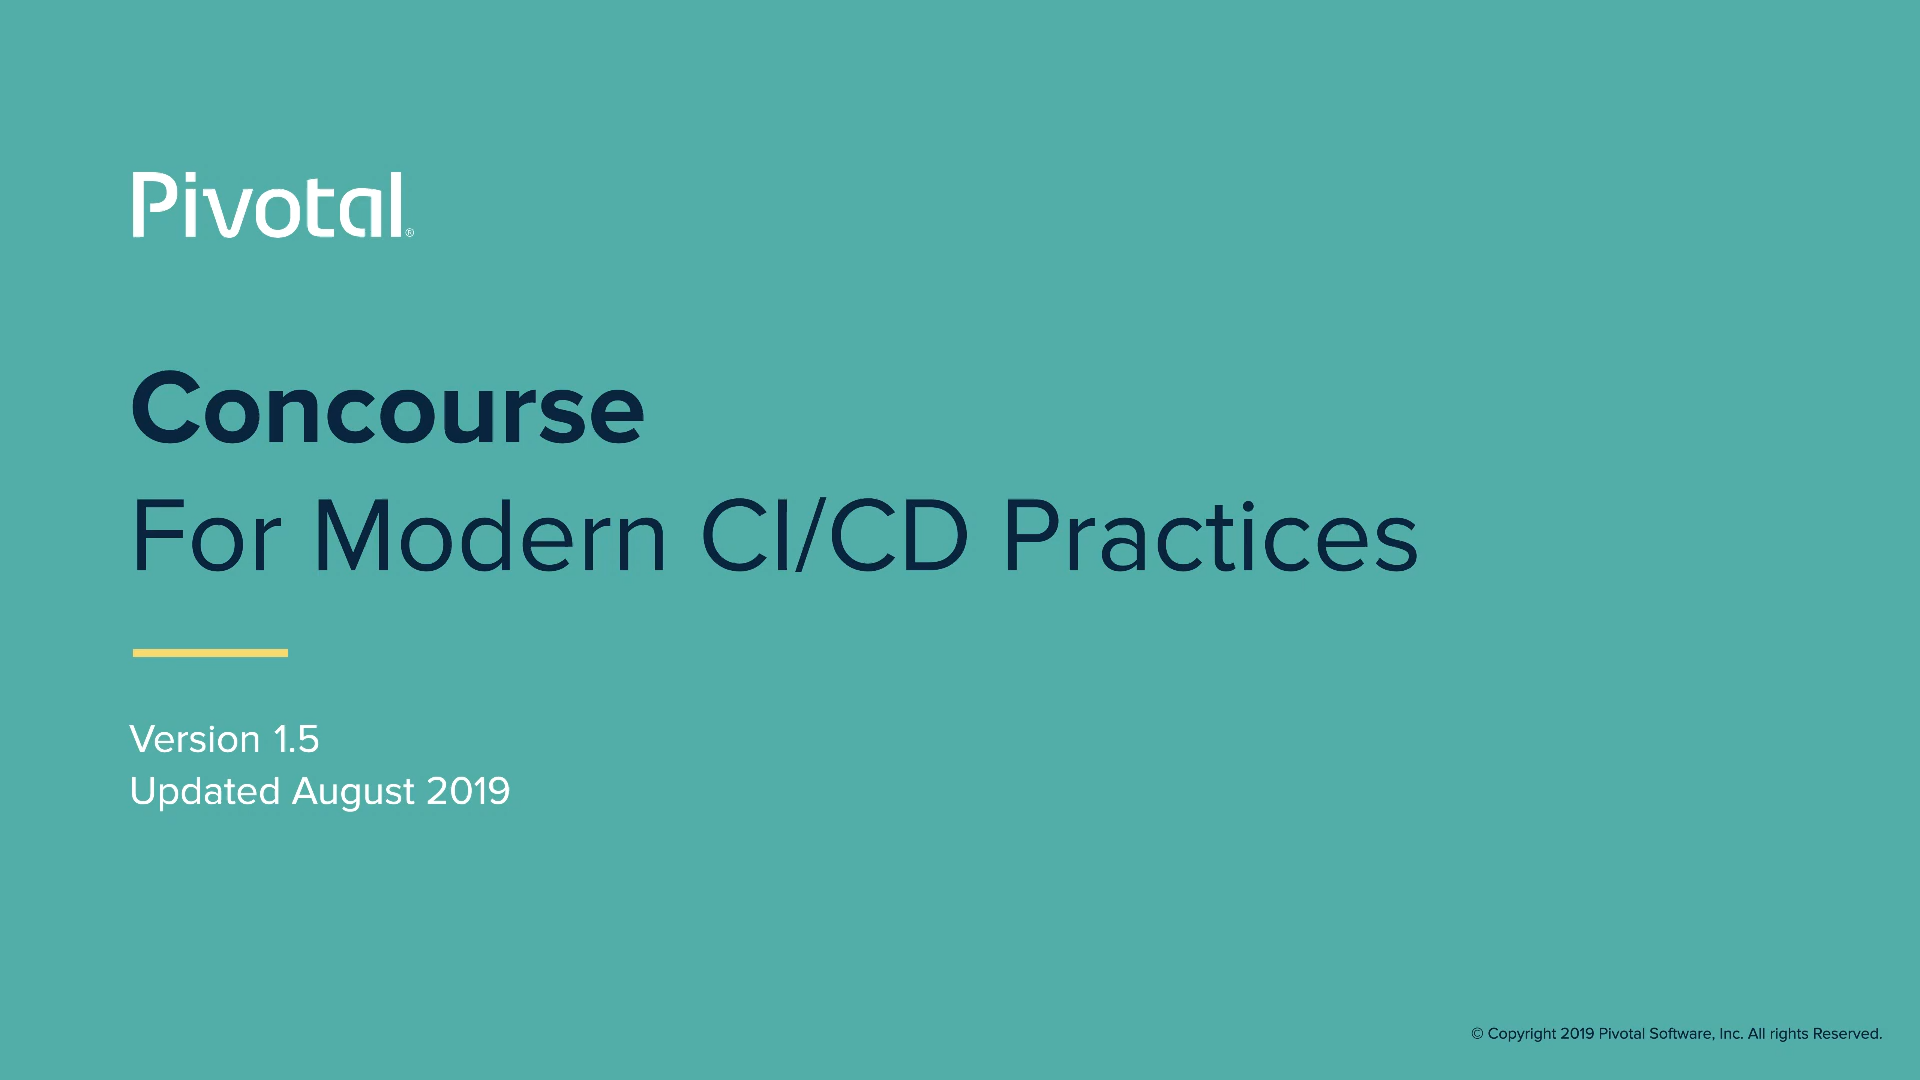 Pivotal®
Concourse
For Modern CI/CD Practices
Version 1.5
Updated August 2019
© Copyright 2019 Pivotal Software, Inc. All rights Reserved.